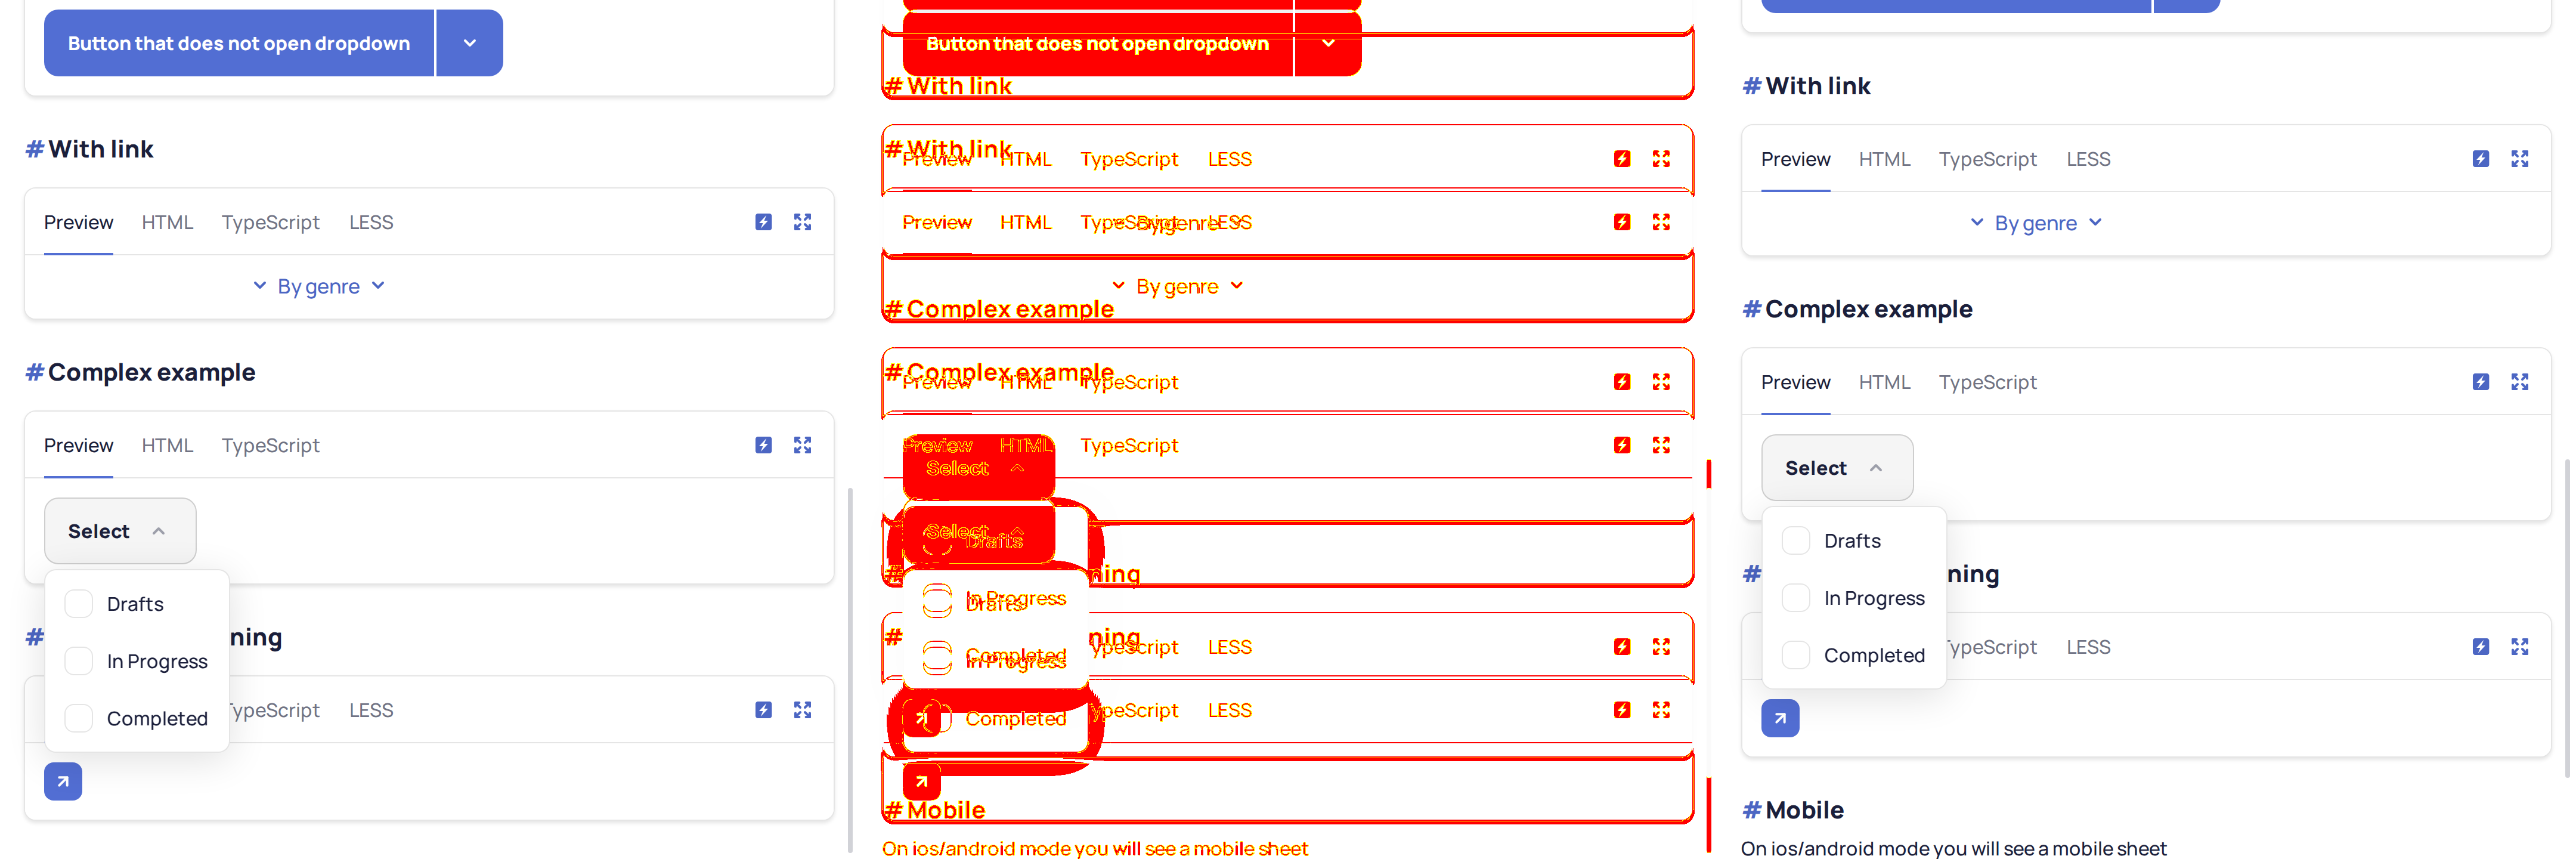 Button that does not open dropdown
# With link
Preview HTML TypeScript LESS
By genre
# Complex example
Preview HTML TypeScript
Select
Drafts
# ning
In Progress
Completed
TypeScript LESS
Button that does not open dropdown
# With link
# With link
Preview HTML TypeScript LESS
Preview HTML TypeScript LESS
By genre
By genre
# Complex example
# Complex example
Preview HTML TypeScript
Preview HTML TypeScript
Select
Select
Drafts
# ning
In Progress
Drafts
# ning
TypeScript LESS
Completed
In Progress
TypeScript LESS
Completed
# Mobile
On ios/android mode you will see a mobile sheet
# With link
Preview HTML TypeScript LESS
By genre
# Complex example
Preview HTML TypeScript
Select
Drafts
# ning
In Progress
TypeScript LESS
Completed
# Mobile
On ios/android mode you will see a mobile sheet